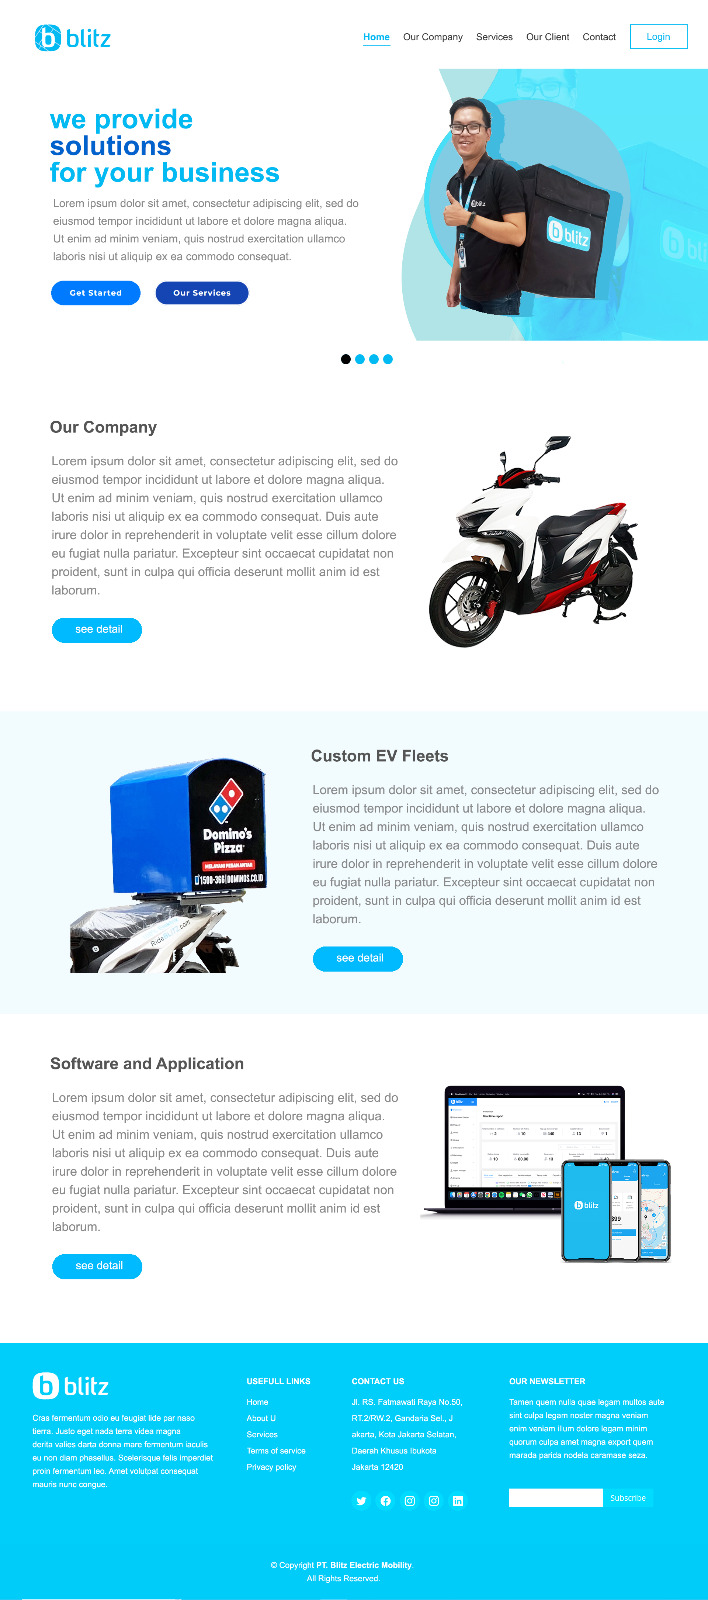 blitz
Home Our Company Services Our Client Contact Login
we provide
solutions
for your business
Lorem ipsum dolor sit amet, consectetur adipiscing elit, sed do
eiusmod tempor incididunt ut labore et dolore magna aliqua.
Ut enim ad minim veniam, quis nostrud exercitation ullamco
laboris nisi ut aliquip ex ea commodo consequat.
Get Started Our Services
blitz
blitz
Our Company
Lorem ipsum dolor sit amet, consectetur adipiscing elit, sed do
eiusmod tempor incididunt ut labore et dolore magna aliqua.
Ut enim ad minim veniam, quis nostrud exercitation ullamco
laboris nisi ut aliquip ex ea commodo consequat. Duis aute
irure dolor in reprehenderit in voluptate velit esse cillum dolore
eu fugiat nulla pariatur. Excepteur sint occaecat cupidatat non
proident, sunt in culpa qui officia deserunt mollit anim id est
laborum.
see detail
Domino's
Pizza
MELAYANI PESAN ANTAR
1500-366|DOMINOS.CO.ID
Custom EV Fleets
Lorem ipsum dolor sit amet, consectetur adipiscing elit, sed do
eiusmod tempor incididunt ut labore et dolore magna aliqua.
Ut enim ad minim veniam, quis nostrud exercitation ullamco
laboris nisi ut aliquip ex ea commodo consequat. Duis aute
irure dolor in reprehenderit in voluptate velit esse cillum dolore
eu fugiat nulla pariatur. Excepteur sint occaecat cupidatat non
proident, sunt in culpa qui officia deserunt mollit anim id est
laborum.
see detail
Software and Application
Lorem ipsum dolor sit amet, consectetur adipiscing elit, sed do
eiusmod tempor incididunt ut labore et dolore magna aliqua.
Ut enim ad minim veniam, quis nostrud exercitation ullamco
laboris nisi ut aliquip ex ea commodo consequat. Duis aute
irure dolor in reprehenderit in voluptate velit esse cillum dolore
eu fugiat nulla pariatur. Excepteur sint occaecat cupidatat non
proident, sunt in culpa qui officia deserunt mollit anim id est
laborum.
see detail
blitz
blitz
blitz
Cras fermentum odio eu feugiat lide par naso
tierra. Justo eget nada terra videa magna
derita valies darta donna mare fermentum iaculis
eu non diam phasellus. Scelerisque felis imperdiet
proin fermentum leo. Amet volutpat consequat
mauris nunc congue.
USEFULL LINKS
Home
About U
Services
Terms of service
Privacy policy
CONTACT US
Jl. RS. Fatmawati Raya No.50,
RT.2/RW.2, Gandaria Sel., J
akarta, Kota Jakarta Selatan,
Daerah Khusus Ibukota
Jakarta 12420
OUR NEWSLETTER
Tamen quem nulla quae legam multos aute
sint culpa legam noster magna veniam
enim veniam illum dolore legam minim
quorum culpa amet magna export quem
marada parida nodela caramase seza.
Subscribe
© Copyright PT. Blitz Electric Mobility.
All Rights Reserved.